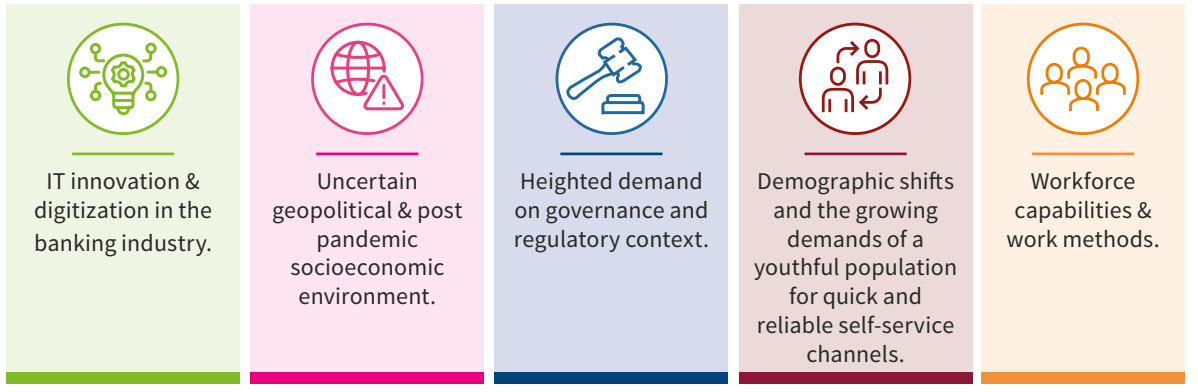 IT innovation &
digitization in the
banking industry.
Uncertain
geopolitical & post
pandemic
socioeconomic
environment.
Heighted demand
on governance and
regulatory context.
Demographic shifts
and the growing
demands of a
youthful population
for quick and
reliable self-service
channels.
Workforce
capabilities &
work methods.